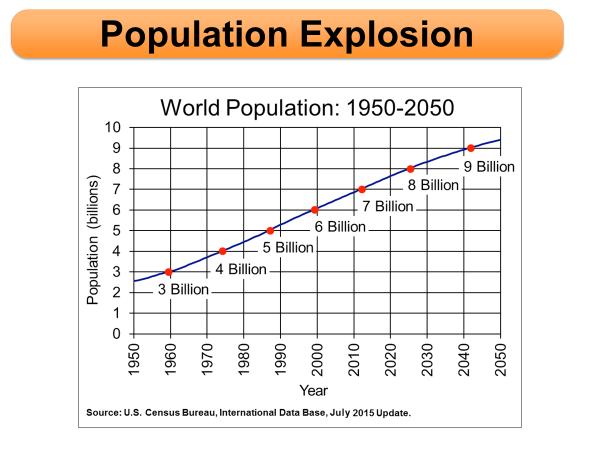 Population Explosion
World Population: 1950-2050
Population (billions)
10
9
8
7
6
5
4
3
2
1
0
3 Billion
4 Billion
5 Billion
6 Billion
7 Billion
8 Billion
9 Billion
1950
1960
1970
1980
1990
2000
2010
2020
2030
2040
2050
Year
Source: U.S. Census Bureau, International Data Base, July 2015 Update.